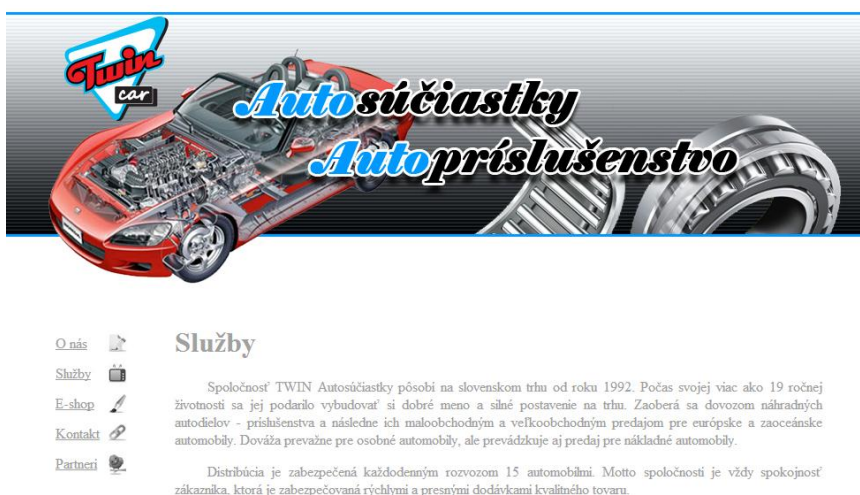 Twin
car
Autosúčiastky
Autopríslušenstvo
O nás
Služby
E-shop
Kontakt
Partneri
Služby
Spoločnosť TWIN Autosúčiastky pôsobí na slovenskom trhu od roku 1992. Počas svojej viac ako 19 ročnej
životnosti sa jej podarilo vybudovať si dobré meno a silné postavenie na trhu. Zaoberá sa dovozom náhradných
autodielov - príslušenstva a následne ich maloobchodným a veľkoobchodným predajom pre európske a zaoceánske
automobily. Dováža prevažne pre osobné automobily, ale prevádzkuje aj predaj pre nákladné automobily.
Distribúcia je zabezpečená každodenným rozvozom 15 automobilmi. Motto spoločnosti je vždy spokojnosť
zákazníka, ktorá je zabezpečovaná rýchlymi a presnými dodávkami kvalitného tovaru.